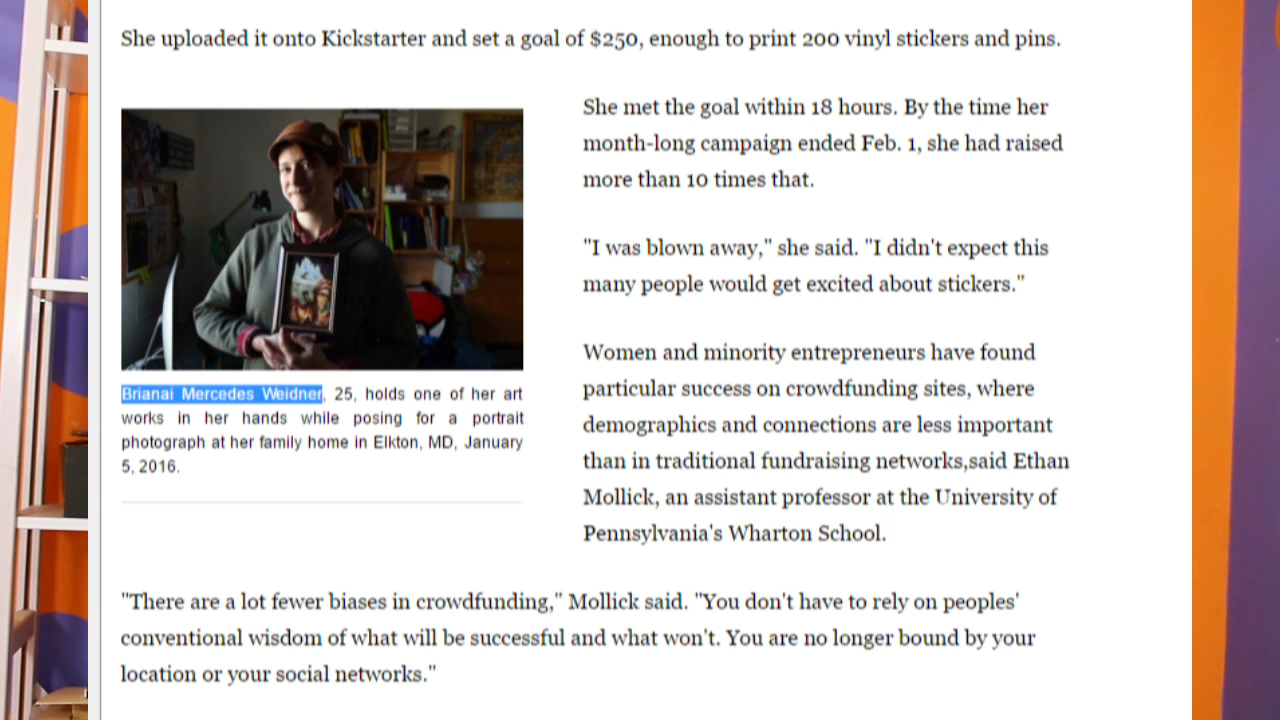 She uploaded it onto Kickstarter and set a goal of $250, enough to print 200 vinyl stickers and pins.
Brianai Mercedes Weidner, 25, holds one of her art
works in her hands while posing for a portrait
photograph at her family home in Elkton, MD, January
5, 2016.
She met the goal within 18 hours. By the time her
month-long campaign ended Feb. 1, she had raised
more than 10 times that.
"I was blown away," she said. "I didn't expect this
many people would get excited about stickers."
Women and minority entrepreneurs have found
particular success on crowdfunding sites, where
demographics and connections are less important
than in traditional fundraising networks,said Ethan
Mollick, an assistant professor at the University of
Pennsylvania's Wharton School.
"There are a lot fewer biases in crowdfunding," Mollick said. "You don't have to rely on peoples'
conventional wisdom of what will be successful and what won't. You are no longer bound by your
location or your social networks."